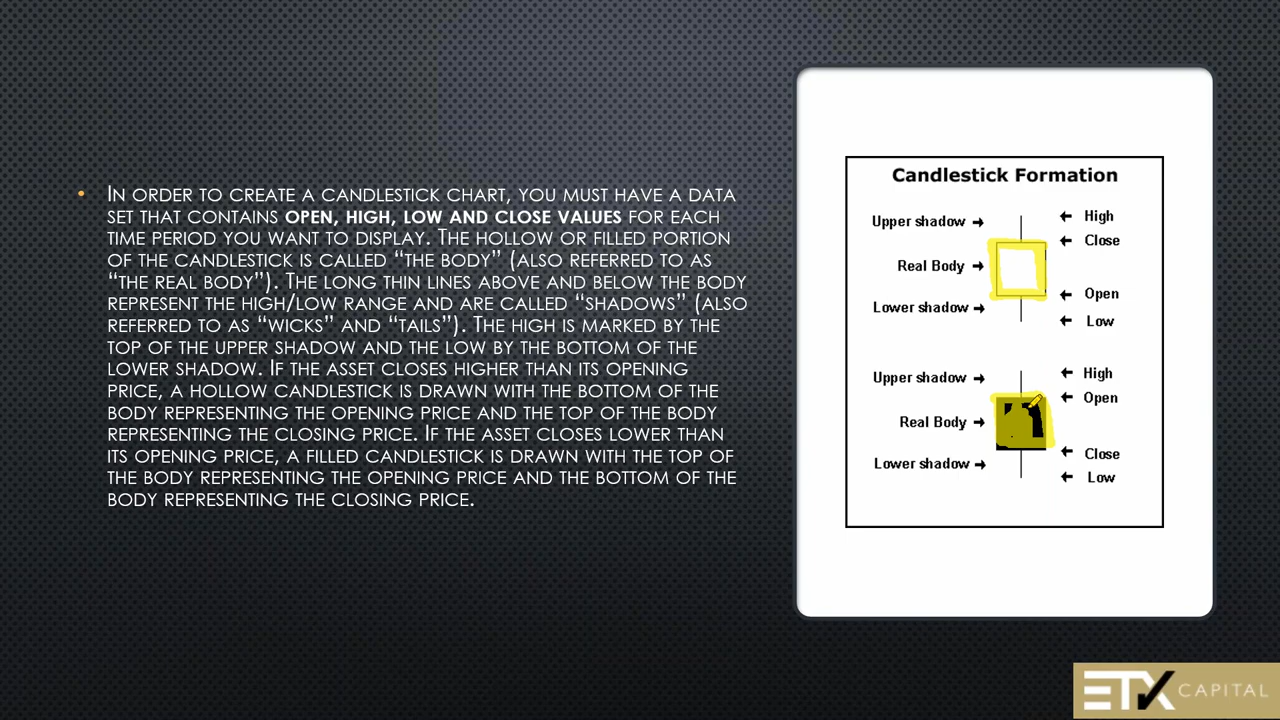 • IN ORDER TO CREATE A CANDLESTICK CHART, YOU MUST HAVE A DATA
SET THAT CONTAINS OPEN, HIGH, LOW AND CLOSE VALUES FOR EACH
TIME PERIOD YOU WANT TO DISPLAY. THE HOLLOW OR FILLED PORTION
OF THE CANDLESTICK IS CALLED “THE BODY” (ALSO REFERRED TO AS
“THE REAL BODY”). THE LONG THIN LINES ABOVE AND BELOW THE BODY
REPRESENT THE HIGH/LOW RANGE AND ARE CALLED “SHADOWS” (ALSO
REFERRED TO AS “WICKS” AND “TAILS”). THE HIGH IS MARKED BY THE
TOP OF THE UPPER SHADOW AND THE LOW BY THE BOTTOM OF THE
LOWER SHADOW. IF THE ASSET CLOSES HIGHER THAN ITS OPENING
PRICE, A HOLLOW CANDLESTICK IS DRAWN WITH THE BOTTOM OF THE
BODY REPRESENTING THE OPENING PRICE AND THE TOP OF THE BODY
REPRESENTING THE CLOSING PRICE. IF THE ASSET CLOSES LOWER THAN
ITS OPENING PRICE, A FILLED CANDLESTICK IS DRAWN WITH THE TOP OF
THE BODY REPRESENTING THE OPENING PRICE AND THE BOTTOM OF THE
BODY REPRESENTING THE CLOSING PRICE.
Candlestick Formation
Upper shadow
High
Close
Real Body
Open
Lower shadow
Low
Upper shadow
High
Open
Real Body
Close
Lower shadow
Low
ETX CAPITAL